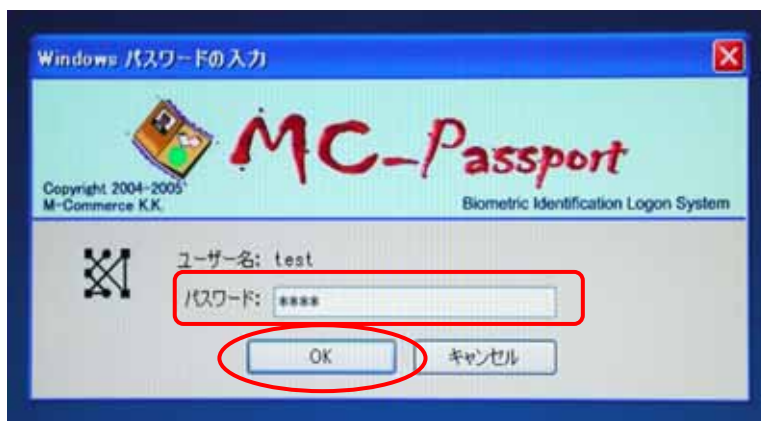 Windows パスワードの入力
MC-Passport
Copyright 2004-2005
M-Commerce K.K.
Biometric Identification Logon System
ユーザー名: test
パスワード: ****
OK
キャンセル